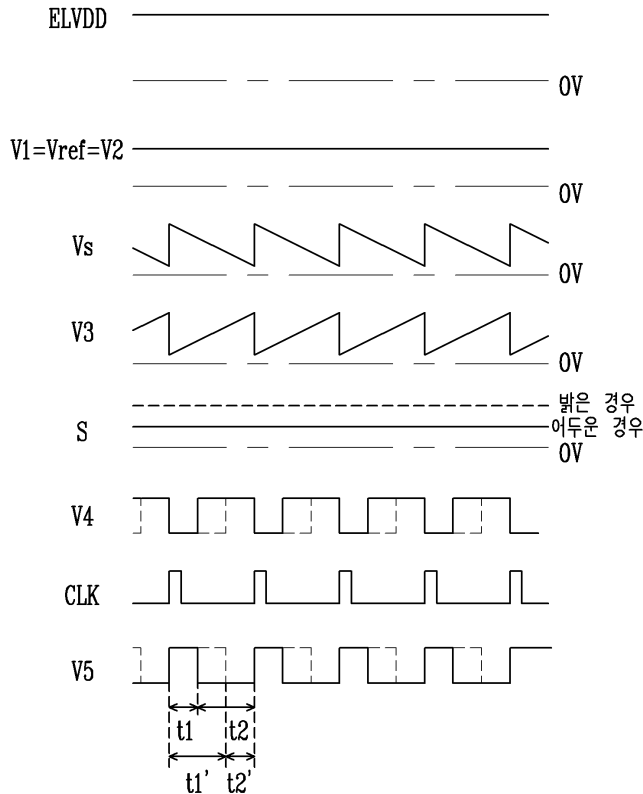 ELVDD
0V
V1=Vref=V2
0V
Vs
0V
V3
0V
밝은 경우
S
어두운 경우
0V
V4
CLK
V5
t1 t2
t1' t2'